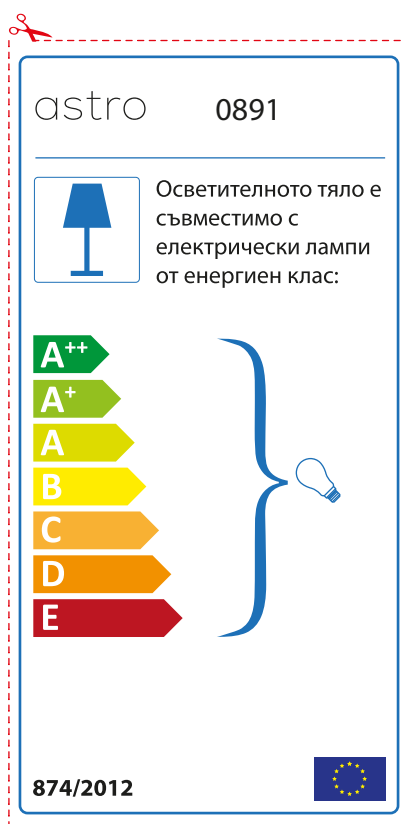 astro 0891
Осветителното тяло е
съвместимо с
електрически лампи
от енергиен клас:
A++
A+
A
B
C
D
E
874/2012